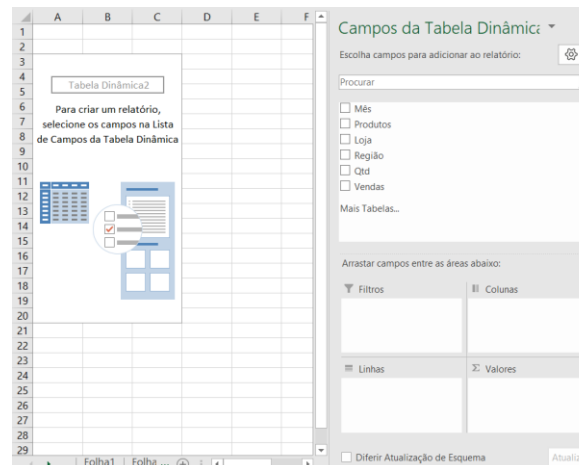 A B C D E F
1
2
3
4
5
6
7
8
9
10
11
12
13
14
15
16
17
18
19
20
21
22
23
24
25
26
27
28
29
Tabela Dinâmica2
Para criar um relatório,
selecione os campos na Lista
de Campos da Tabela Dinâmica
Folha1 Folha ...
Campos da Tabela Dinâmic
Escolha campos para adicionar ao relatório:
Procurar
Mês
Produtos
Loja
Região
Qtd
Vendas
Mais Tabelas...
Arrastar campos entre as áreas abaixo:
Filtros
Colunas
Linhas
Σ Valores
Diferir Atualização de Esquema
Atualiz